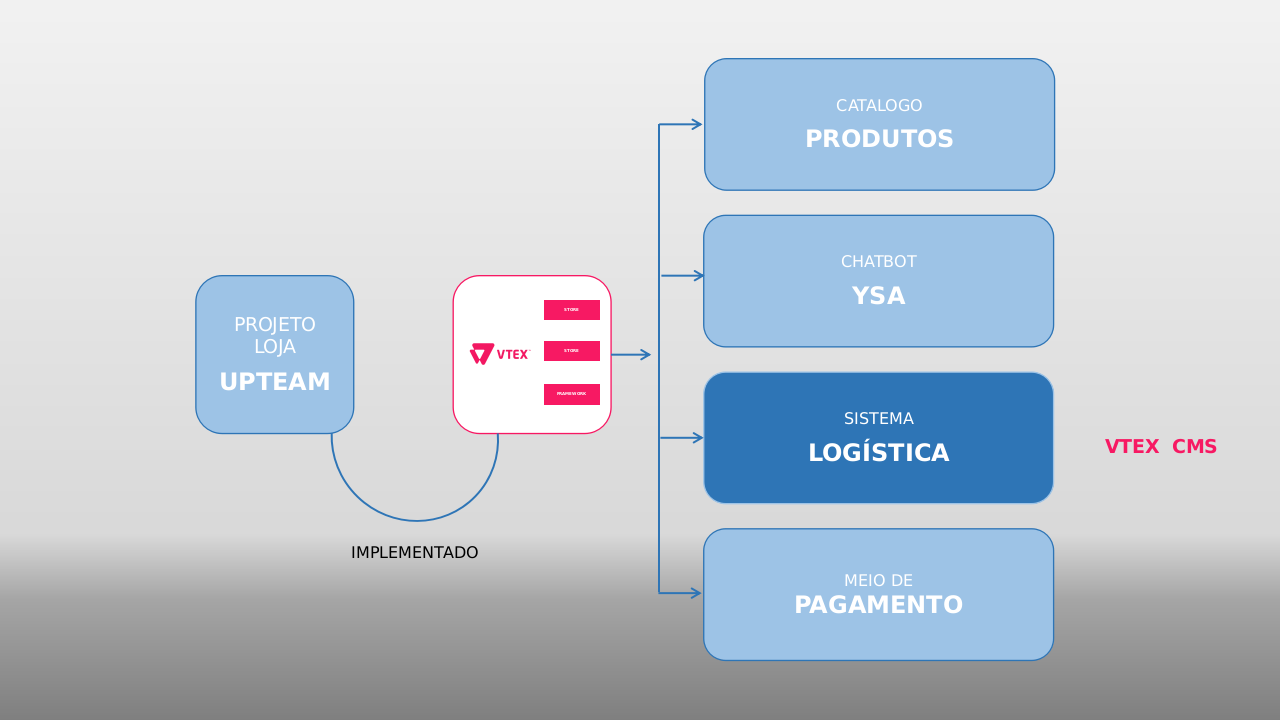 CATALOGO
PRODUTOS
CHATBOT
YSA
PROJETO
LOJA
UPTEAM
STORE
VTEX
STORE
FRAMEWORK
SISTEMA
LOGÍSTICA
VTEX CMS
IMPLEMENTADO
MEIO DE
PAGAMENTO